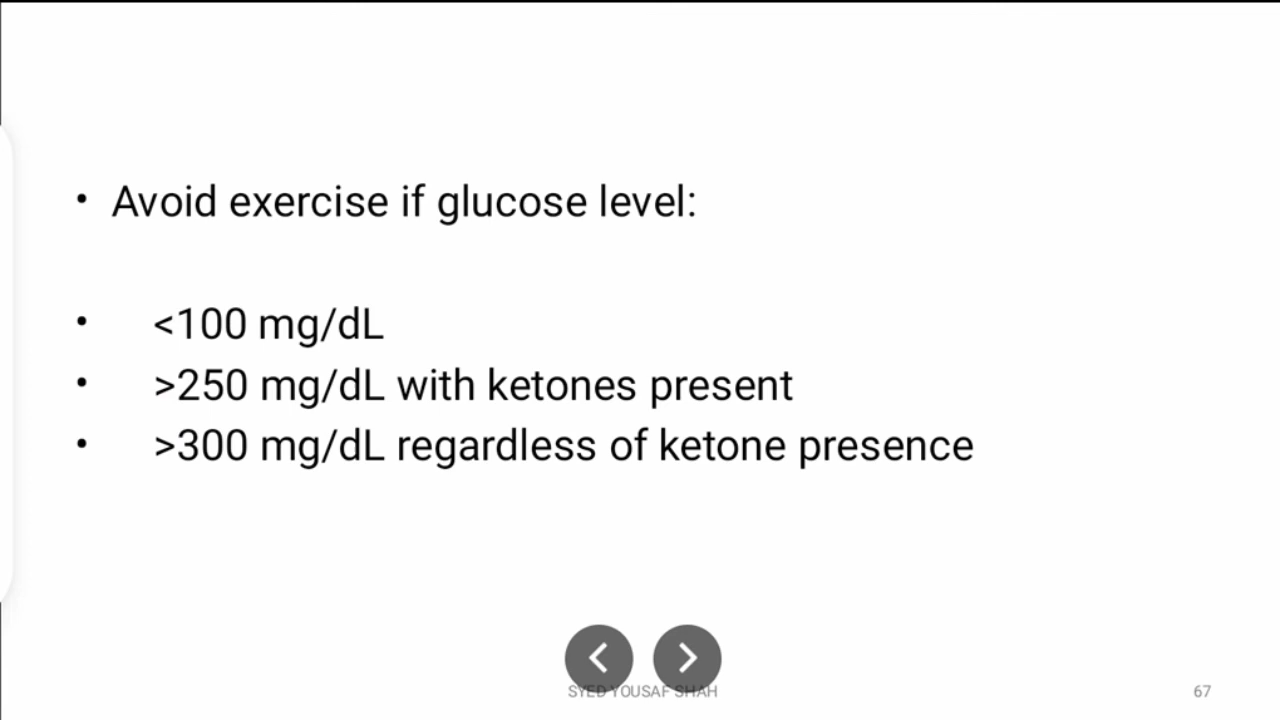 • Avoid exercise if glucose level:
• <100 mg/dL
• >250 mg/dL with ketones present
• >300 mg/dL regardless of ketone presence
SYED YOUSAF SHAH
67